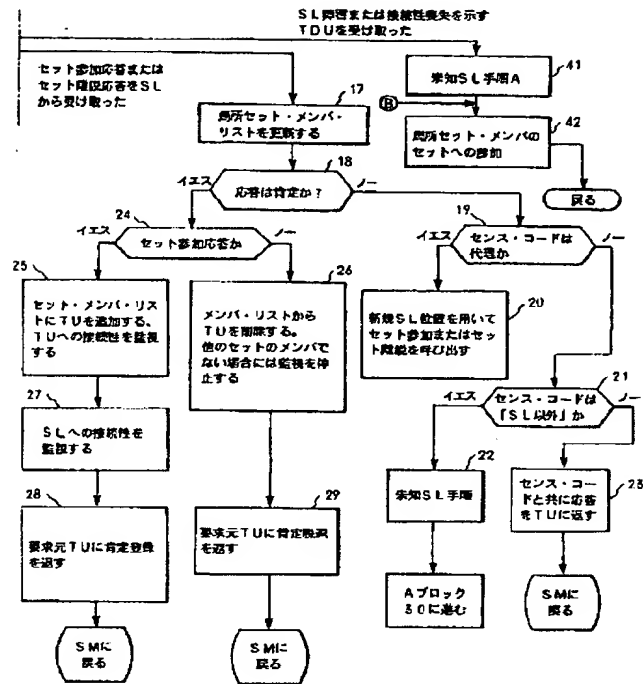 SL障害または接続性喪失を示す
TDUを受け取った
セット参加応答または
セット離脱応答をSL
から受け取った
41
未知SL手順A
17
局所セット・メンバ・
リストを更新する
B
42
局所セット・メンバの
セットへの参加
戻る
18
応答は肯定か?
イエス
ノー
24
セット参加応答か
イエス
ノー
19
センス・コードは
代理か
イエス
ノー
25
セット・メンバ・リスト
にTUを追加する、
TUへの接続性を監視
する
26
メンバ・リストから
TUを削除する。
他のセットのメンバで
ない場合には監視を停
止する
20
新規SL位置を用いて
セット参加またはセット
離脱を呼び出す
21
センス・コードは
「SL以外」か
イエス
ノー
27
SLへの接続性を
監視する
22
未知SL手順
23
センス・コー
ドと共に応答
をTUに返す
28
要求元TUに肯定登録
を返す
29
要求元TUに肯定脱退
を返す
Aブロック
30に進む
SMに
戻る
SMに
戻る
SMに
戻る